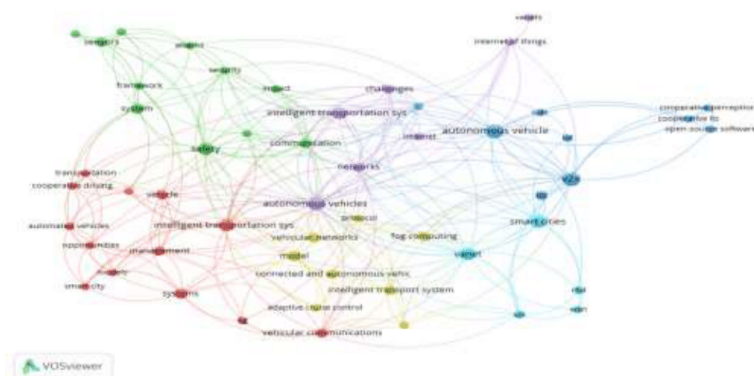 vanets
sensors
internet of things
security
framework
impact
challenges
system
cooperative perception
intelligent transportation sys
cooperative its
autonomous vehicle
open source software
internet
communication
safety
networks
transportation
v2x
cooperative driving
vehicle
autonomous vehicles
protocol
smart cities
automated vehicles
intelligent transportation sys
vehicular networks
fog computing
opportunities
management
model
vanet
connected and autonomous vehic
smart city
intelligent transport system
systems
adaptive cruise control
vehicular communications
VOSviewer